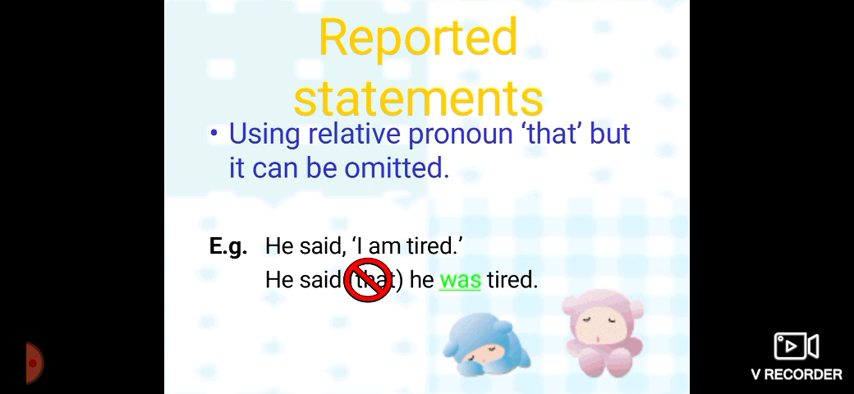 Reported
statements
• Using relative pronoun ‘that’ but
it can be omitted.
E.g. He said, ‘I am tired.’
He said (that) he was tired.
V RECORDER